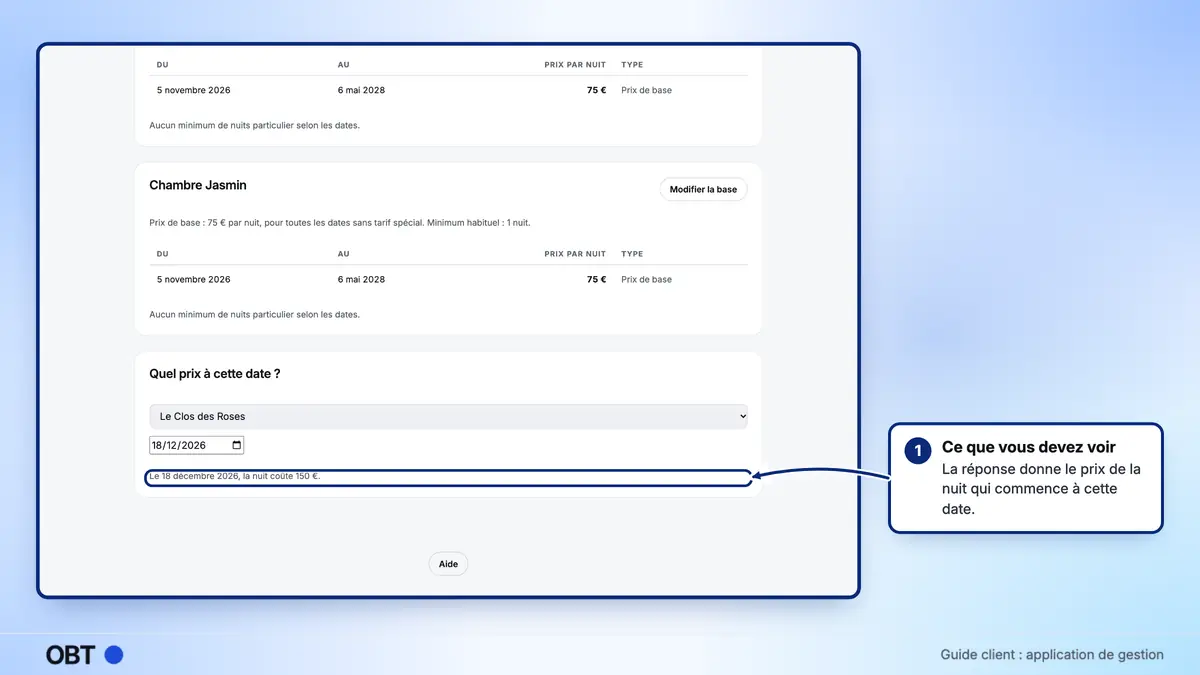 DU AU PRIX PAR NUIT TYPE
5 novembre 2026 6 mai 2028 75 € Prix de base
Aucun minimum de nuits particulier selon les dates.
Chambre Jasmin
Modifier la base
Prix de base : 75 € par nuit, pour toutes les dates sans tarif spécial. Minimum habituel : 1 nuit.
DU AU PRIX PAR NUIT TYPE
5 novembre 2026 6 mai 2028 75 € Prix de base
Aucun minimum de nuits particulier selon les dates.
Quel prix à cette date ?
Le Clos des Roses
18/12/2026
Le 18 décembre 2026, la nuit coûte 150 €.
1 Ce que vous devez voir
La réponse donne le prix de la
nuit qui commence à cette
date.
Aide
OBT
Guide client : application de gestion